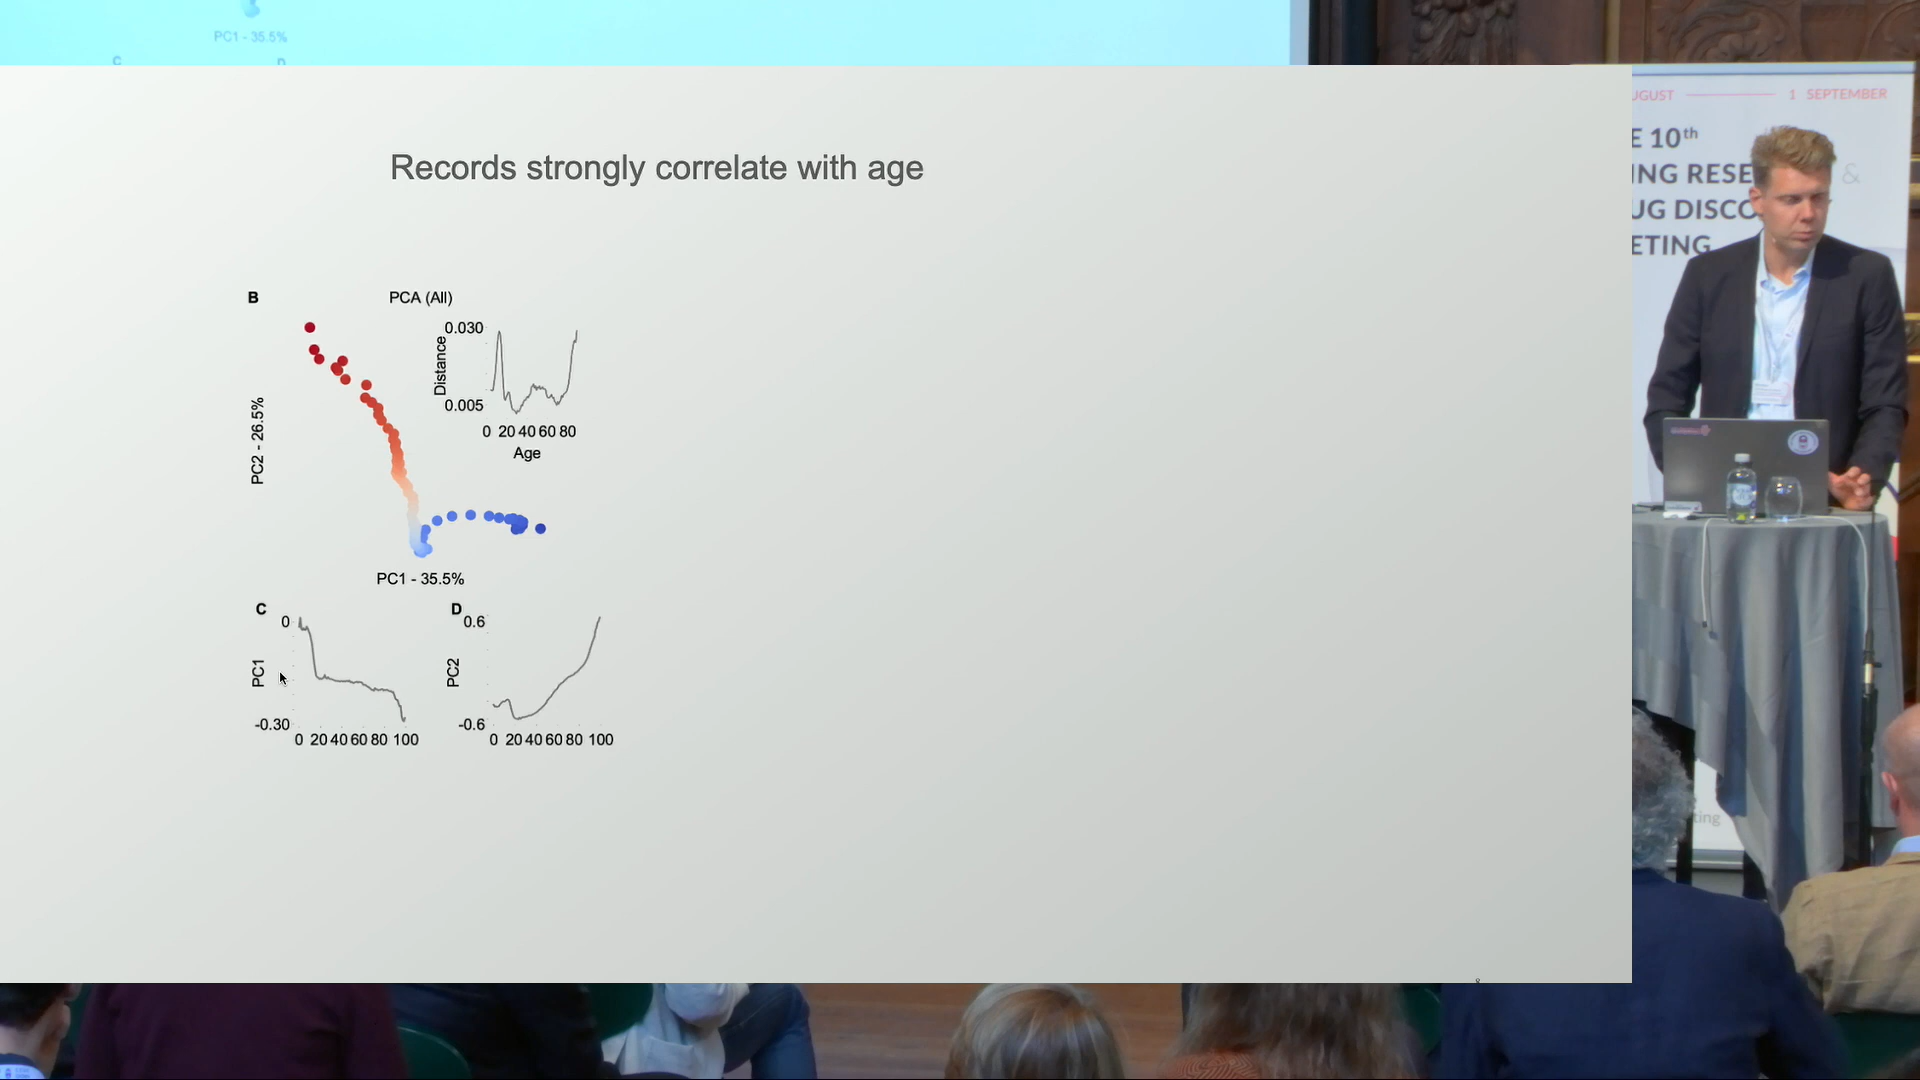 PC1 - 35.5%
C D
Records strongly correlate with age
B PCA (All)
0.030
Distance
0.005
0 20 40 60 80
Age
PC2 - 26.5%
PC1 - 35.5%
C
0
PC1
-0.30
0 20 40 60 80 100
D
0.6
PC2
-0.6
0 20 40 60 80 100
UGUST 1 SEPTEMBER
E 10th
ING RESE &
UG DISCO
ETING
ting